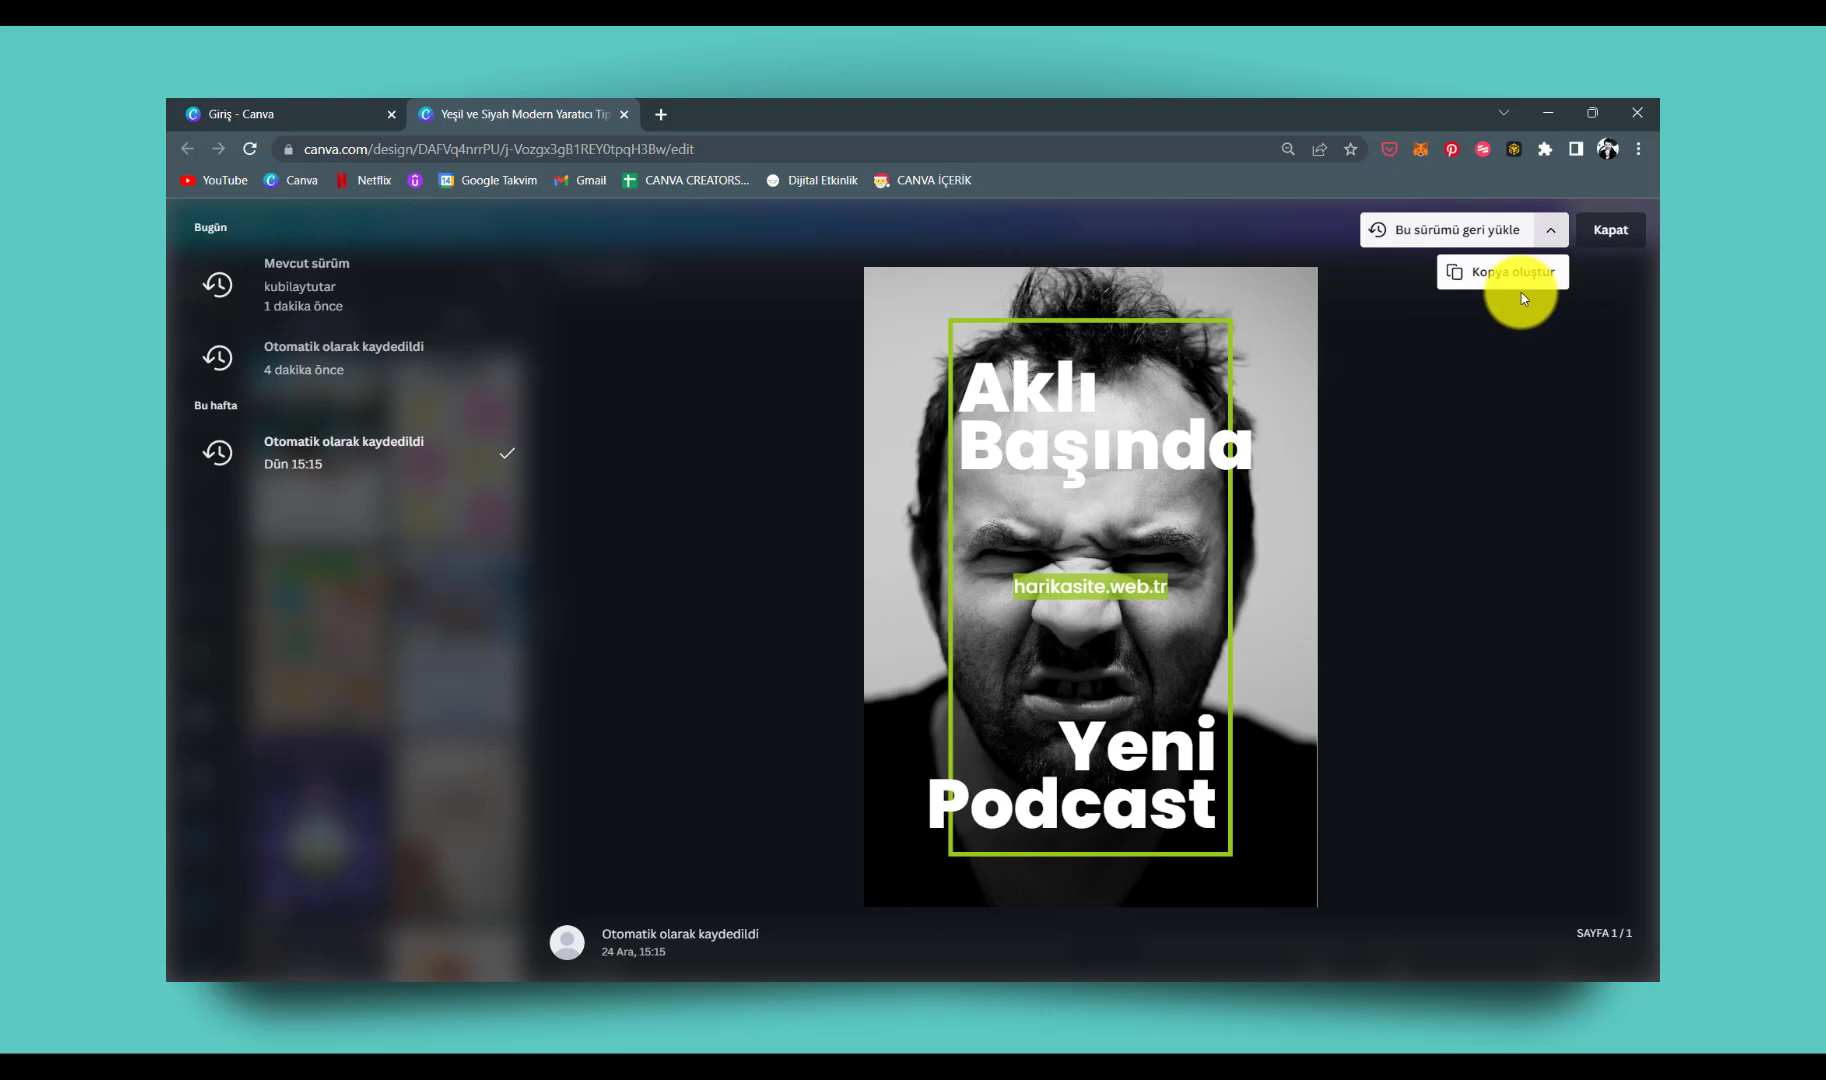 Giriş - Canva
Yeşil ve Siyah Modern Yaratıcı Tip
canva.com/design/DAFVq4nrrPU/j-Vozgx3gB1REY0tpqH3Bw/edit
YouTube
Canva
Netflix
Google Takvim
Gmail
CANVA CREATORS...
Dijital Etkinlik
CANVA İÇERİK
Bugün
Bu sürümü geri yükle
Kapat
Kopya oluştur
Mevcut sürüm
kubilaytutar
1 dakika önce
Otomatik olarak kaydedildi
4 dakika önce
Bu hafta
Otomatik olarak kaydedildi
Dün 15:15
Aklı
Başında
harikasite.web.tr
Yeni
Podcast
Otomatik olarak kaydedildi
24 Ara, 15:15
SAYFA 1 / 1